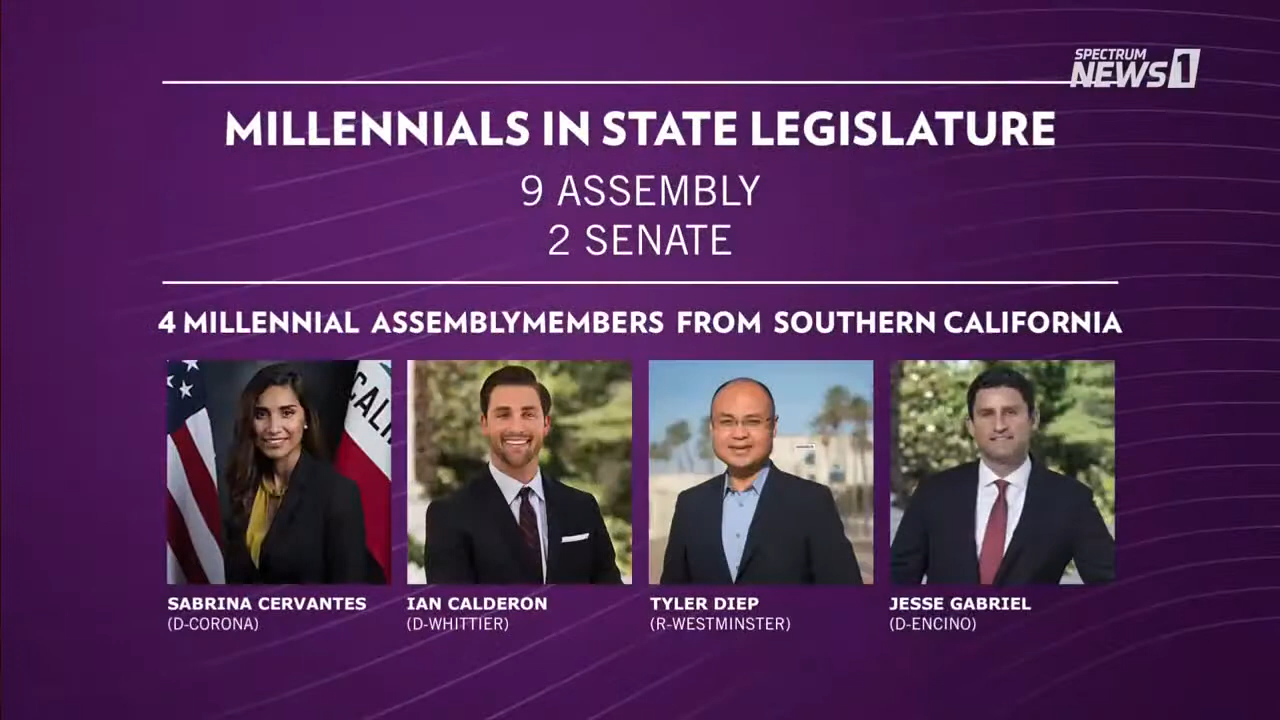 SPECTRUM
NEWS 1
MILLENNIALS IN STATE LEGISLATURE
9 ASSEMBLY
2 SENATE
4 MILLENNIAL ASSEMBLYMEMBERS FROM SOUTHERN CALIFORNIA
CALI
SABRINA CERVANTES
(D-CORONA)
IAN CALDERON
(D-WHITTIER)
TYLER DIEP
(R-WESTMINSTER)
JESSE GABRIEL
(D-ENCINO)